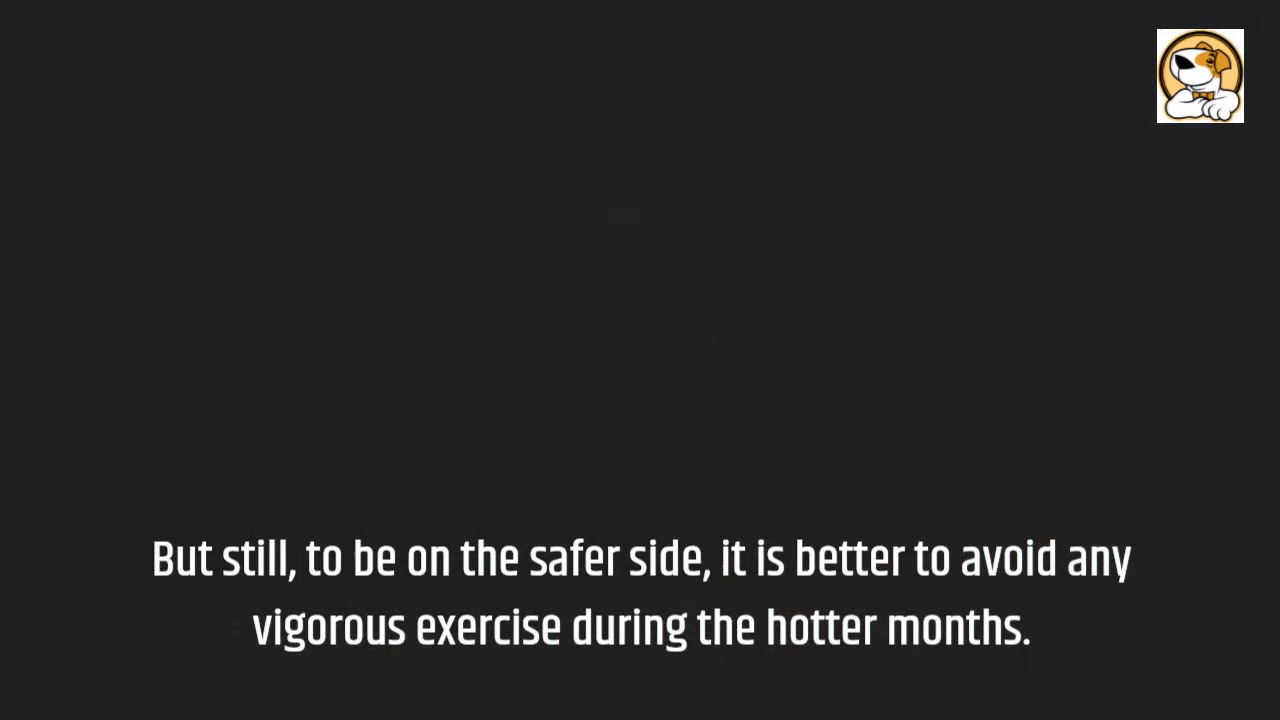 But still, to be on the safer side, it is better to avoid any
vigorous exercise during the hotter months.